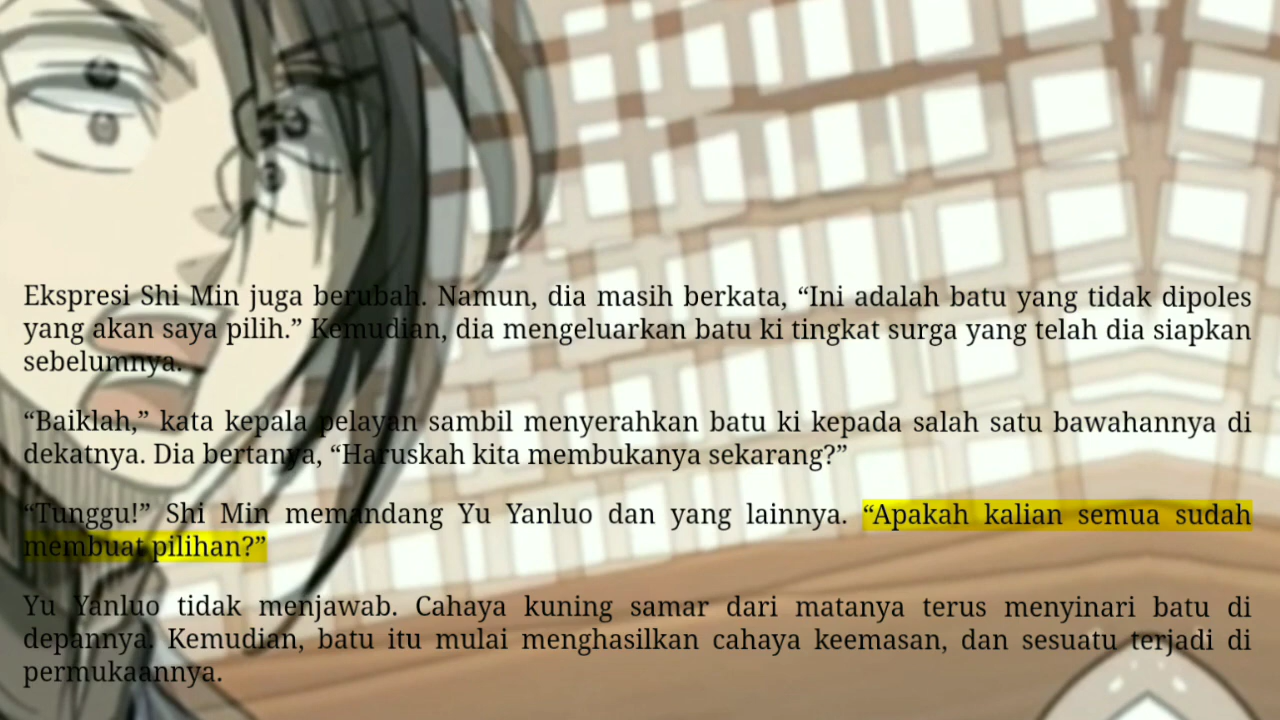 Ekspresi Shi Min juga berubah. Namun, dia masih berkata, “Ini adalah batu yang tidak dipoles
yang akan saya pilih.” Kemudian, dia mengeluarkan batu ki tingkat surga yang telah dia siapkan
sebelumnya.
“Baiklah,” kata kepala pelayan sambil menyerahkan batu ki kepada salah satu bawahannya di
dekatnya. Dia bertanya, “Haruskah kita membukanya sekarang?”
“Tunggu!” Shi Min memandang Yu Yanluo dan yang lainnya. “Apakah kalian semua sudah
membuat pilihan?”
Yu Yanluo tidak menjawab. Cahaya kuning samar dari matanya terus menyinari batu di
depannya. Kemudian, batu itu mulai menghasilkan cahaya keemasan, dan sesuatu terjadi di
permukaannya.